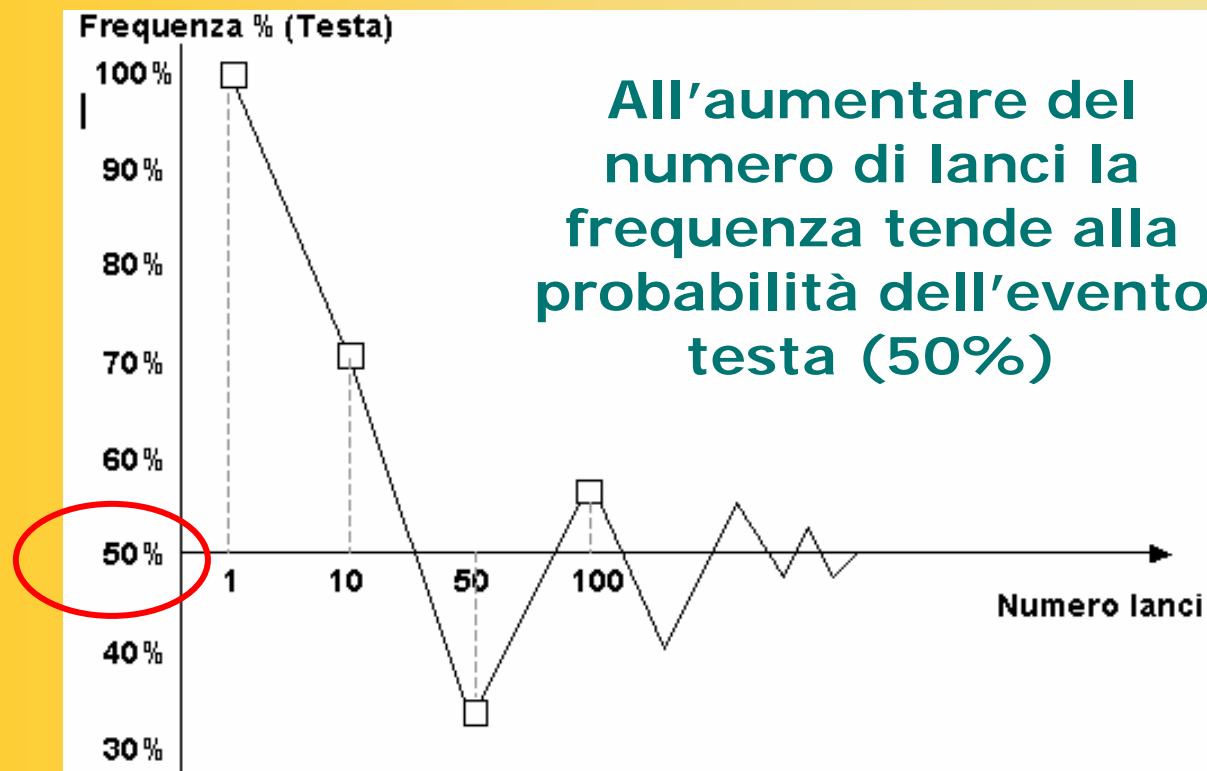 Frequenza % (Testa)
100%
90%
80%
70%
60%
50%
40%
30%
All'aumentare del
numero di lanci la
frequenza tende alla
probabilità dell'evento
testa (50%)
1 10 50 100
Numero lanci